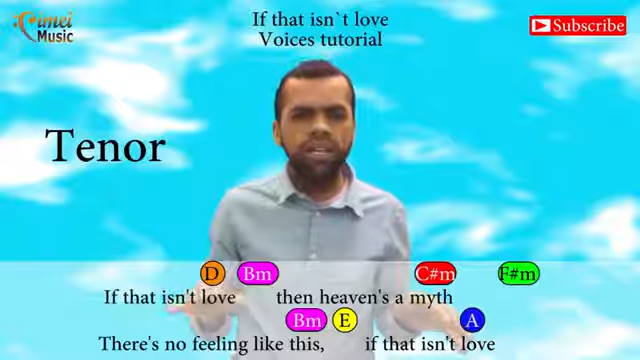 If that isn`t love
Voices tutorial
Cimei
Music
Subscribe
Tenor
D Bm C#m F#m
If that isn't love then heaven's a myth
Bm E A
There's no feeling like this, if that isn't love